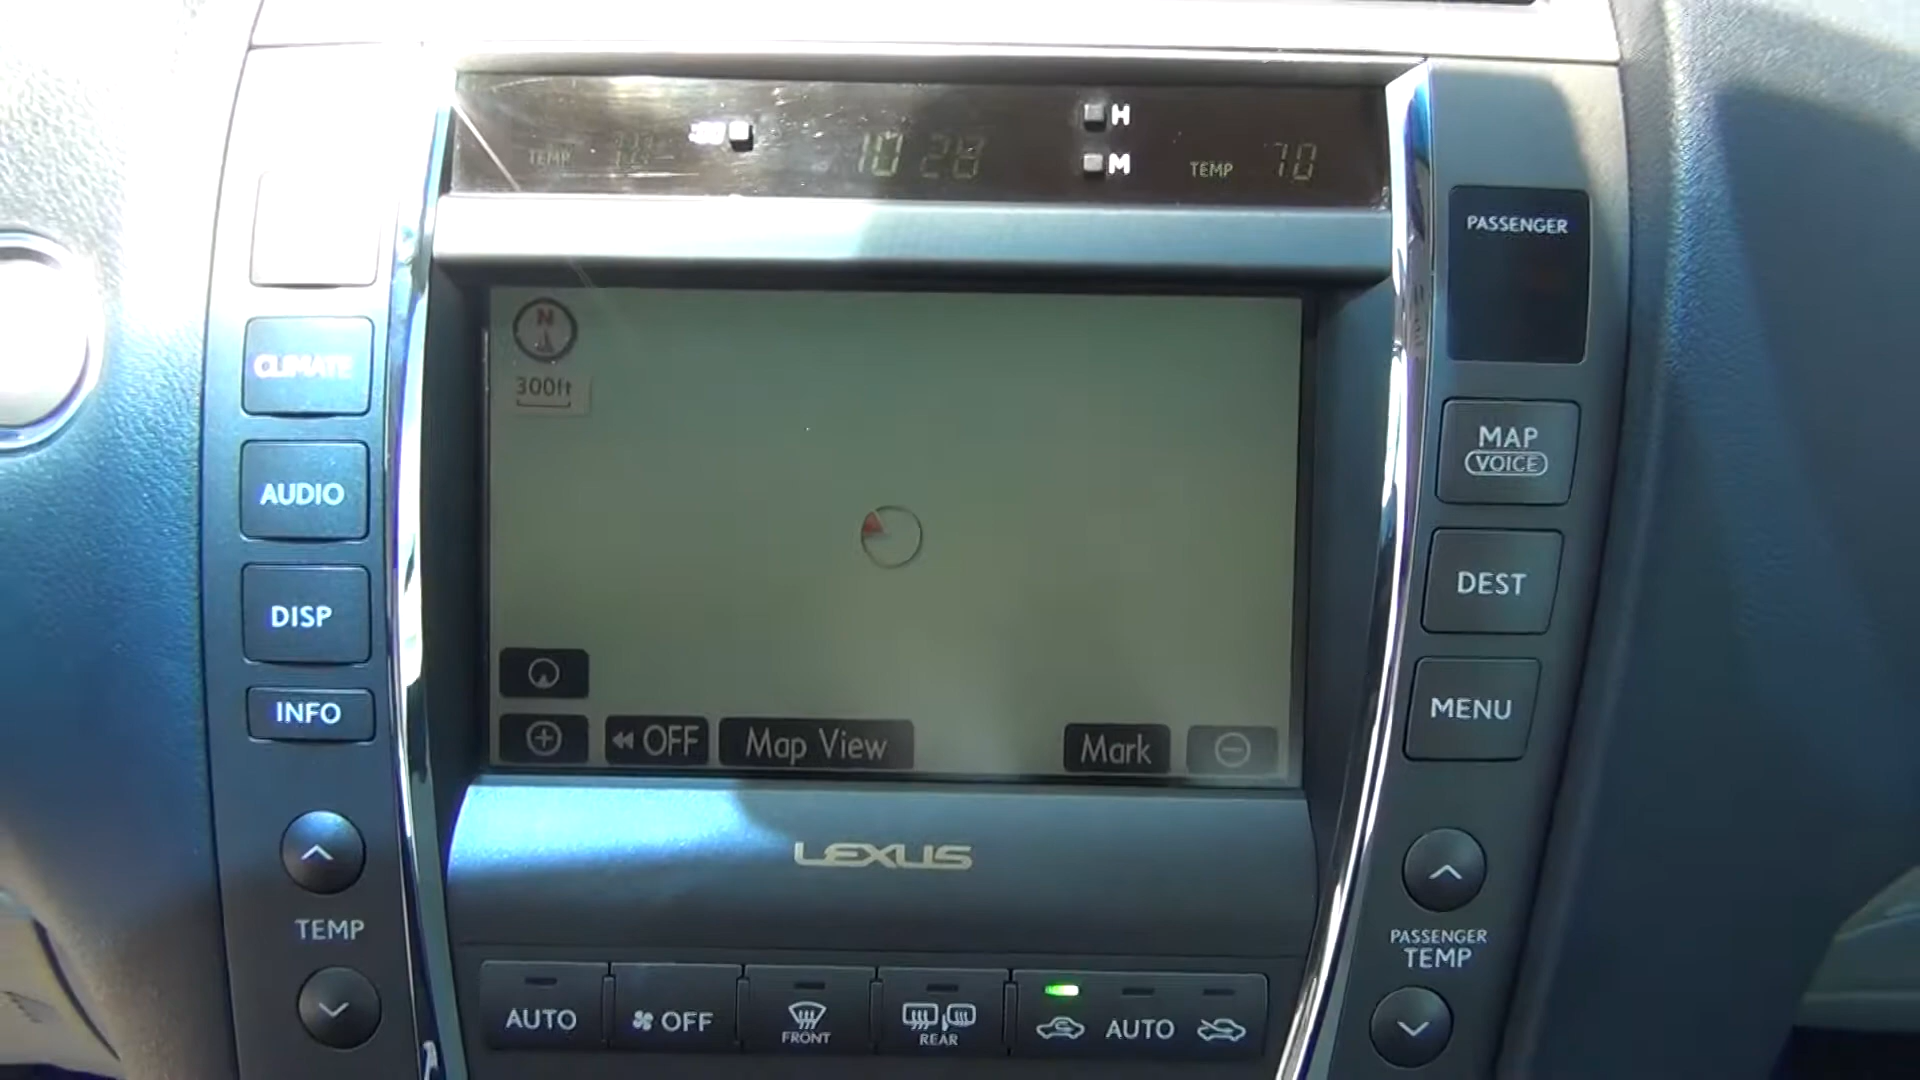 :00
H
TEMP
10 28
M
TEMP 70
PASSENGER
N
300ft
CLIMATE
MAP
VOICE
AUDIO
DEST
DISP
MENU
INFO
OFF
Map View
Mark
LEXUS
TEMP
PASSENGER
TEMP
AUTO
OFF
FRONT
REAR
AUTO